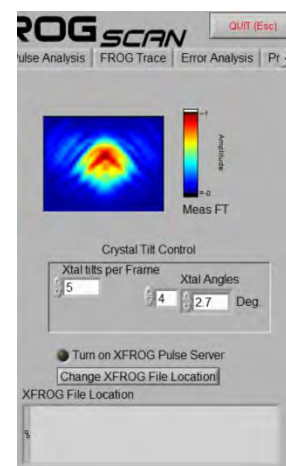 ROG SCAN
QUIT (Esc)
Pulse Analysis FROG Trace Error Analysis Pr
1
Amplitude
0
Meas FT
Crystal Tilt Control
Xtal tilts per Frame
Xtal Angles
5
4
2.7
Deg.
Turn on XFROG Pulse Server
Change XFROG File Location
XFROG File Location
%